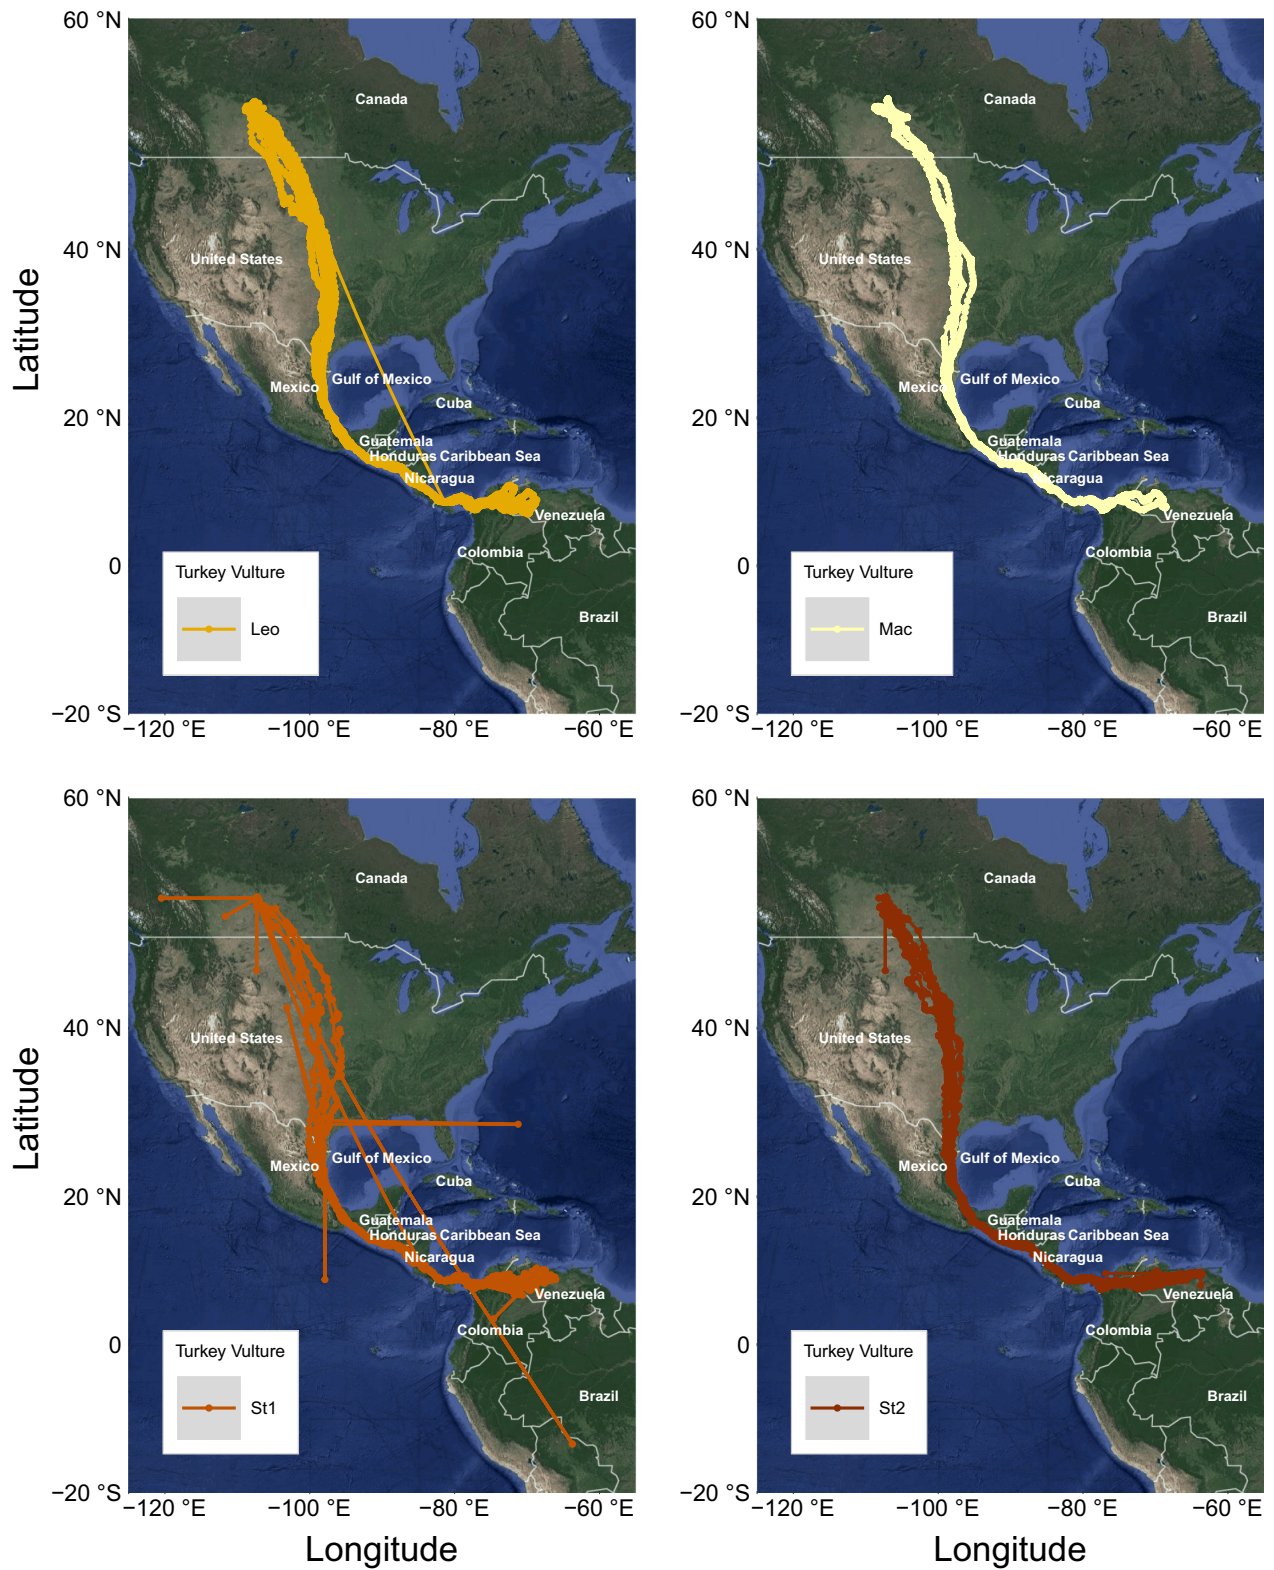 60 °N
40 °N
20 °N
0
−20 °S
Latitude
Canada
United States
Mexico
Gulf of Mexico
Cuba
Guatemala
Honduras Caribbean Sea
Nicaragua
Venezuela
Colombia
Brazil
Turkey Vulture
Leo
−120 °E
−100 °E
−80 °E
−60 °E
60 °N
40 °N
20 °N
0
−20 °S
Canada
United States
Mexico
Gulf of Mexico
Cuba
Guatemala
Honduras Caribbean Sea
Nicaragua
Venezuela
Colombia
Brazil
Turkey Vulture
Mac
−120 °E
−100 °E
−80 °E
−60 °E
60 °N
40 °N
20 °N
0
−20 °S
Latitude
Canada
United States
Mexico
Gulf of Mexico
Cuba
Guatemala
Honduras Caribbean Sea
Nicaragua
Venezuela
Colombia
Brazil
Turkey Vulture
St1
−120 °E
−100 °E
−80 °E
−60 °E
Longitude
60 °N
40 °N
20 °N
0
−20 °S
Canada
United States
Mexico
Gulf of Mexico
Cuba
Guatemala
Honduras Caribbean Sea
Nicaragua
Venezuela
Colombia
Brazil
Turkey Vulture
St2
−120 °E
−100 °E
−80 °E
−60 °E
Longitude